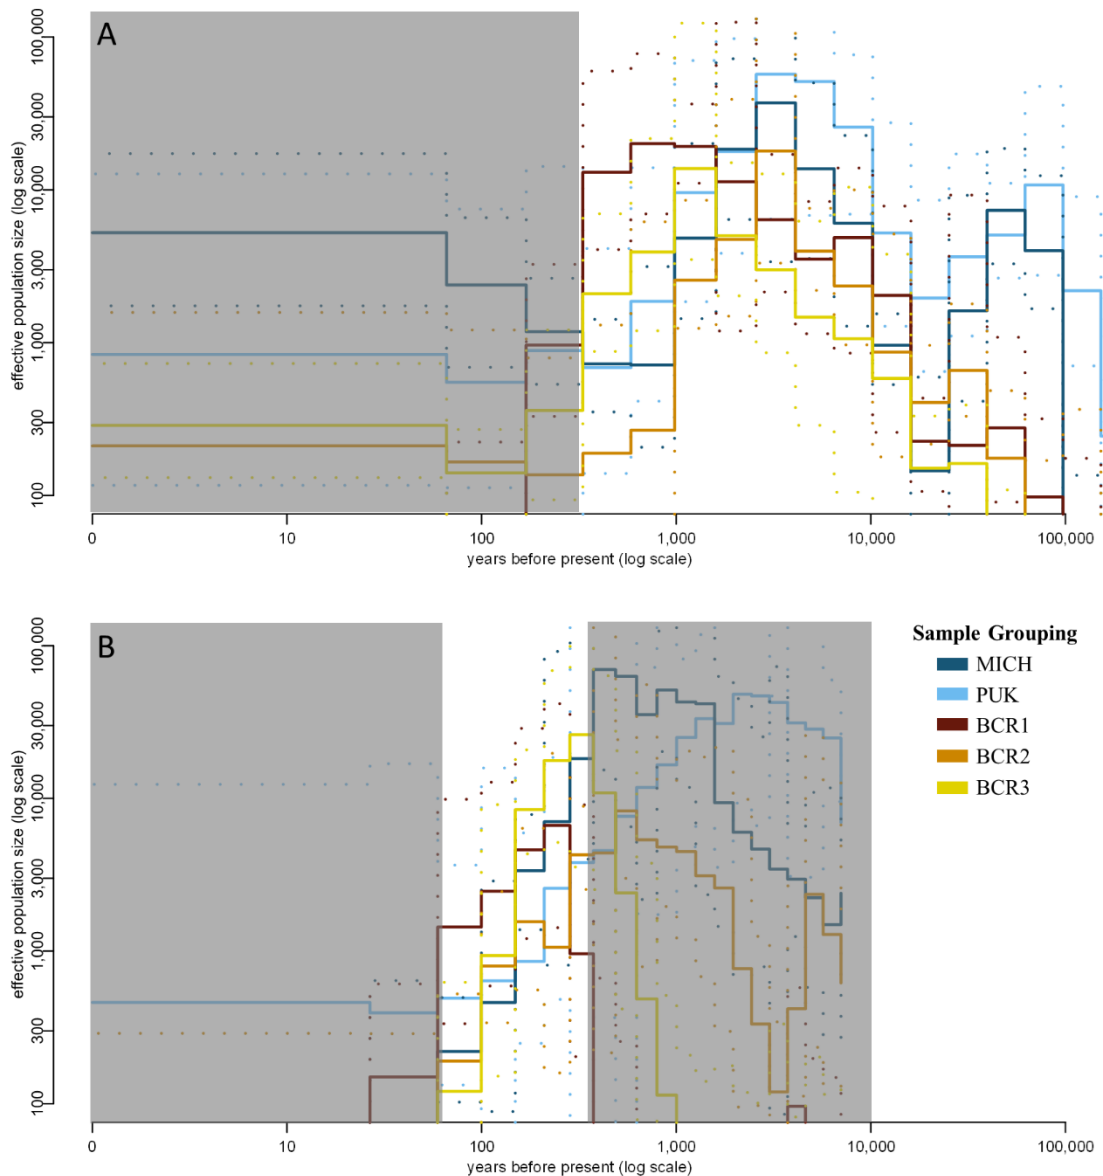 A
effective population size (log scale)
100,000
30,000
10,000
3,000
1,000
300
100
0
10
100
1,000
10,000
100,000
years before present (log scale)
B
effective population size (log scale)
100,000
30,000
10,000
3,000
1,000
300
100
0
10
100
1,000
10,000
100,000
years before present (log scale)
Sample Grouping
MICH
PUK
BCR1
BCR2
BCR3